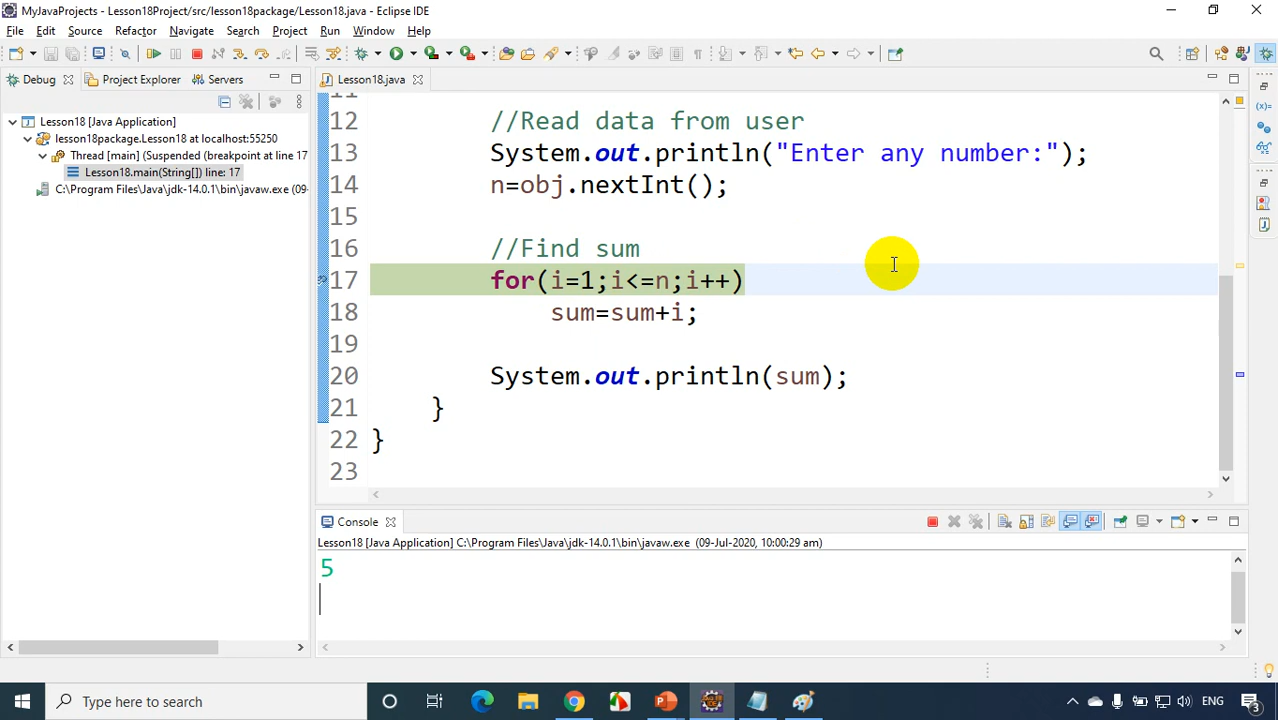 MyJavaProjects - Lesson18Project/src/lesson18package/Lesson18.java - Eclipse IDE
File Edit Source Refactor Navigate Search Project Run Window Help
Debug Project Explorer Servers
Lesson18 [Java Application]
lesson18package.Lesson18 at localhost:55250
Thread [main] (Suspended (breakpoint at line 17
Lesson18.main(String[]) line: 17
C:\Program Files\Java\jdk-14.0.1\bin\javaw.exe (09-
Lesson18.java
11
12 //Read data from user
13 System.out.println("Enter any number:");
14 n=obj.nextInt();
15
16 //Find sum
17 for(i=1;i<=n;i++)
18 sum=sum+i;
19
20 System.out.println(sum);
21 }
22 }
23
Console
Lesson18 [Java Application] C:\Program Files\Java\jdk-14.0.1\bin\javaw.exe (09-Jul-2020, 10:00:29 am)
5
Type here to search
ENG
3